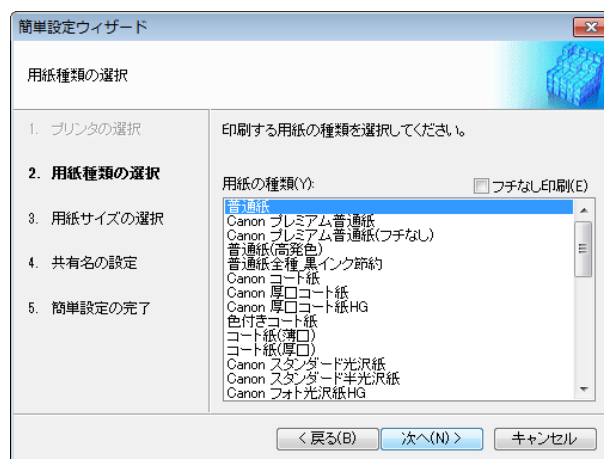 簡単設定ウィザード
用紙種類の選択
1. プリンタの選択
2. 用紙種類の選択
3. 用紙サイズの選択
4. 共有名の設定
5. 簡単設定の完了
印刷する用紙の種類を選択してください。
用紙の種類(Y):
フチなし印刷(E)
普通紙
Canon プレミアム普通紙
Canon プレミアム普通紙(フチなし)
普通紙(高発色)
普通紙全種_黒インク節約
Canon コート紙
Canon 厚口コート紙
Canon 厚口コート紙HG
色付きコート紙
コート紙(薄口)
コート紙(厚口)
Canon スタンダード光沢紙
Canon スタンダード半光沢紙
Canon フォト光沢紙HG
< 戻る(B)
次へ(N) >
キャンセル